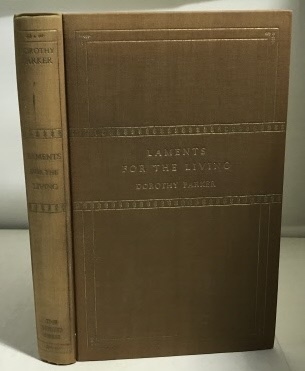 DOROTHY
PARKER
LAMENTS
FOR THE
LIVING
LAMENTS
FOR THE LIVING
DOROTHY PARKER